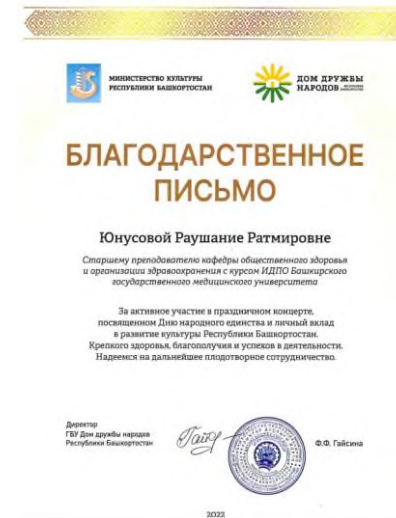 МИНИСТЕРСТВО КУЛЬТУРЫ
РЕСПУБЛИКИ БАШКОРТОСТАН
ДОМ ДРУЖБЫ
НАРОДОВ
БЛАГОДАРСТВЕННОЕ
ПИСЬМО
Юнусовой Раушание Ратмировне
Старшему преподавателю кафедры общественного здоровья
и организации здравоохранения с курсом ИДПО Башкирского
государственного медицинского университета
За активное участие в праздничном концерте,
посвященном Дню народного единства и личный вклад
в развитие культуры Республики Башкортостан.
Крепкого здоровья, благополучия и успехов в деятельности.
Надеемся на дальнейшее плодотворное сотрудничество.
Директор
ГБУ Дом дружбы народов
Республики Башкортостан
Ф.Ф. Гайсина
2022